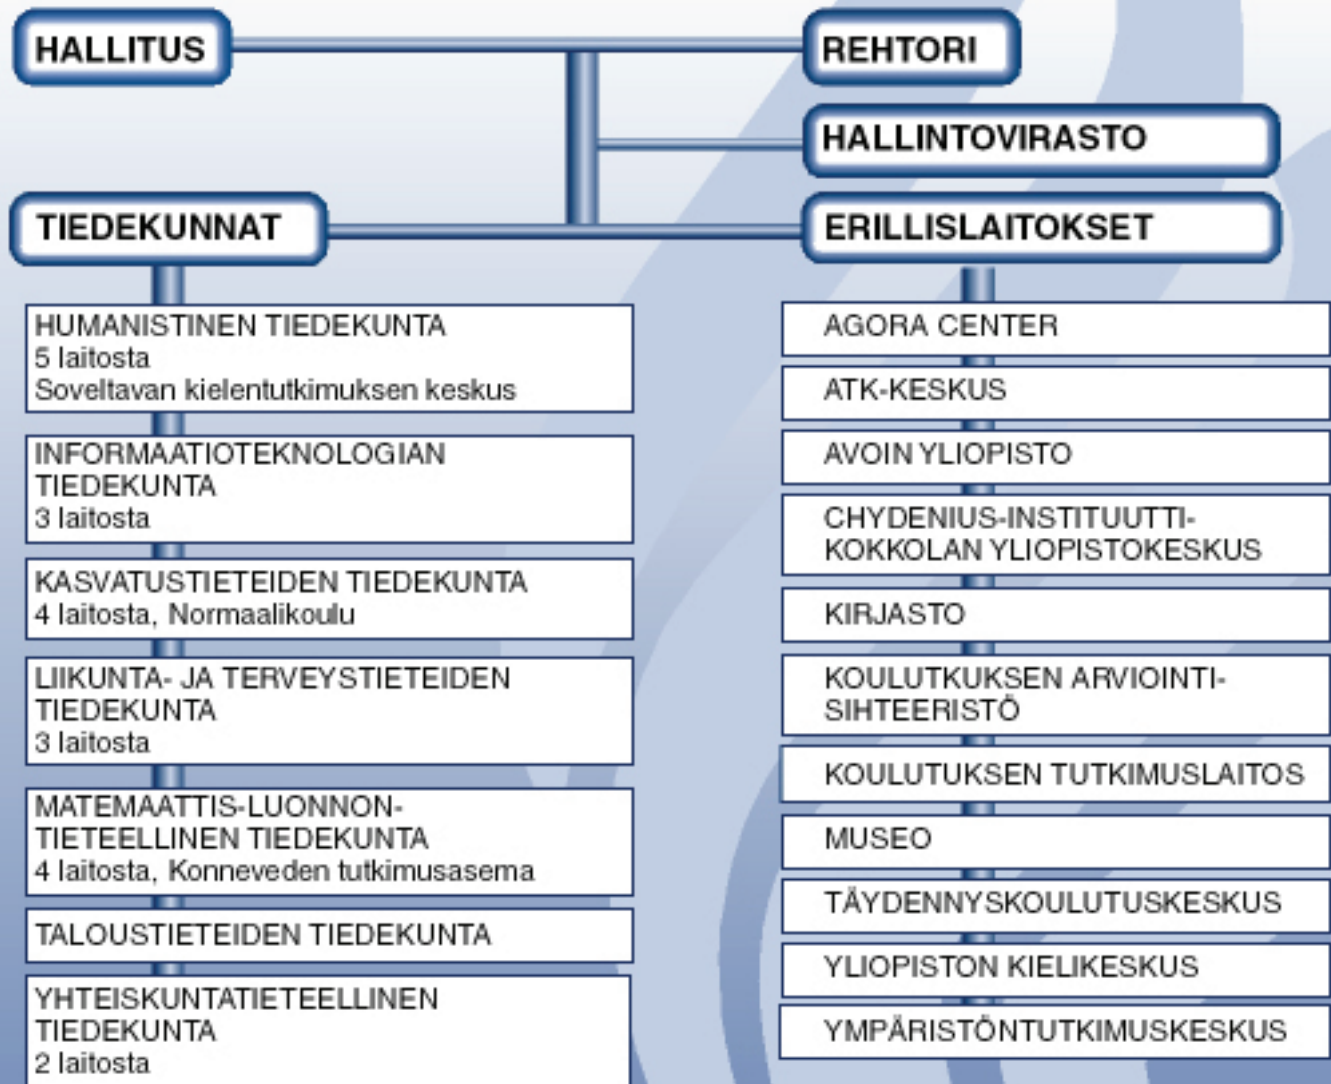 HALLITUS
REHTORI
HALLINTOVIRASTO
TIEDEKUNNAT
ERILLISLAITOKSET
HUMANISTINEN TIEDEKUNTA
5 laitosta
Soveltavan kielentutkimuksen keskus
INFORMAATIOTEKNOLOGIAN
TIEDEKUNTA
3 laitosta
KASVATUSTIETEIDEN TIEDEKUNTA
4 laitosta, Normaalikoulu
LIIKUNTA- JA TERVEYSTIETEIDEN
TIEDEKUNTA
3 laitosta
MATEMAATTIS-LUONNON-
TIETEELLINEN TIEDEKUNTA
4 laitosta, Konneveden tutkimusasema
TALOUSTIETEIDEN TIEDEKUNTA
YHTEISKUNTATIETEELLINEN
TIEDEKUNTA
2 laitosta
AGORA CENTER
ATK-KESKUS
AVOIN YLIOPISTO
CHYDENIUS-INSTITUUTTI-
KOKKOLAN YLIOPISTOKESKUS
KIRJASTO
KOULUTKUKSEN ARVIOINTI-
SIHTEERISTÖ
KOULUTUKSEN TUTKIMUSLAITOS
MUSEO
TÄYDENNYSKOULUTUSKESKUS
YLIOPISTON KIELIKESKUS
YMPÄRISTÖNTUTKIMUSKESKUS